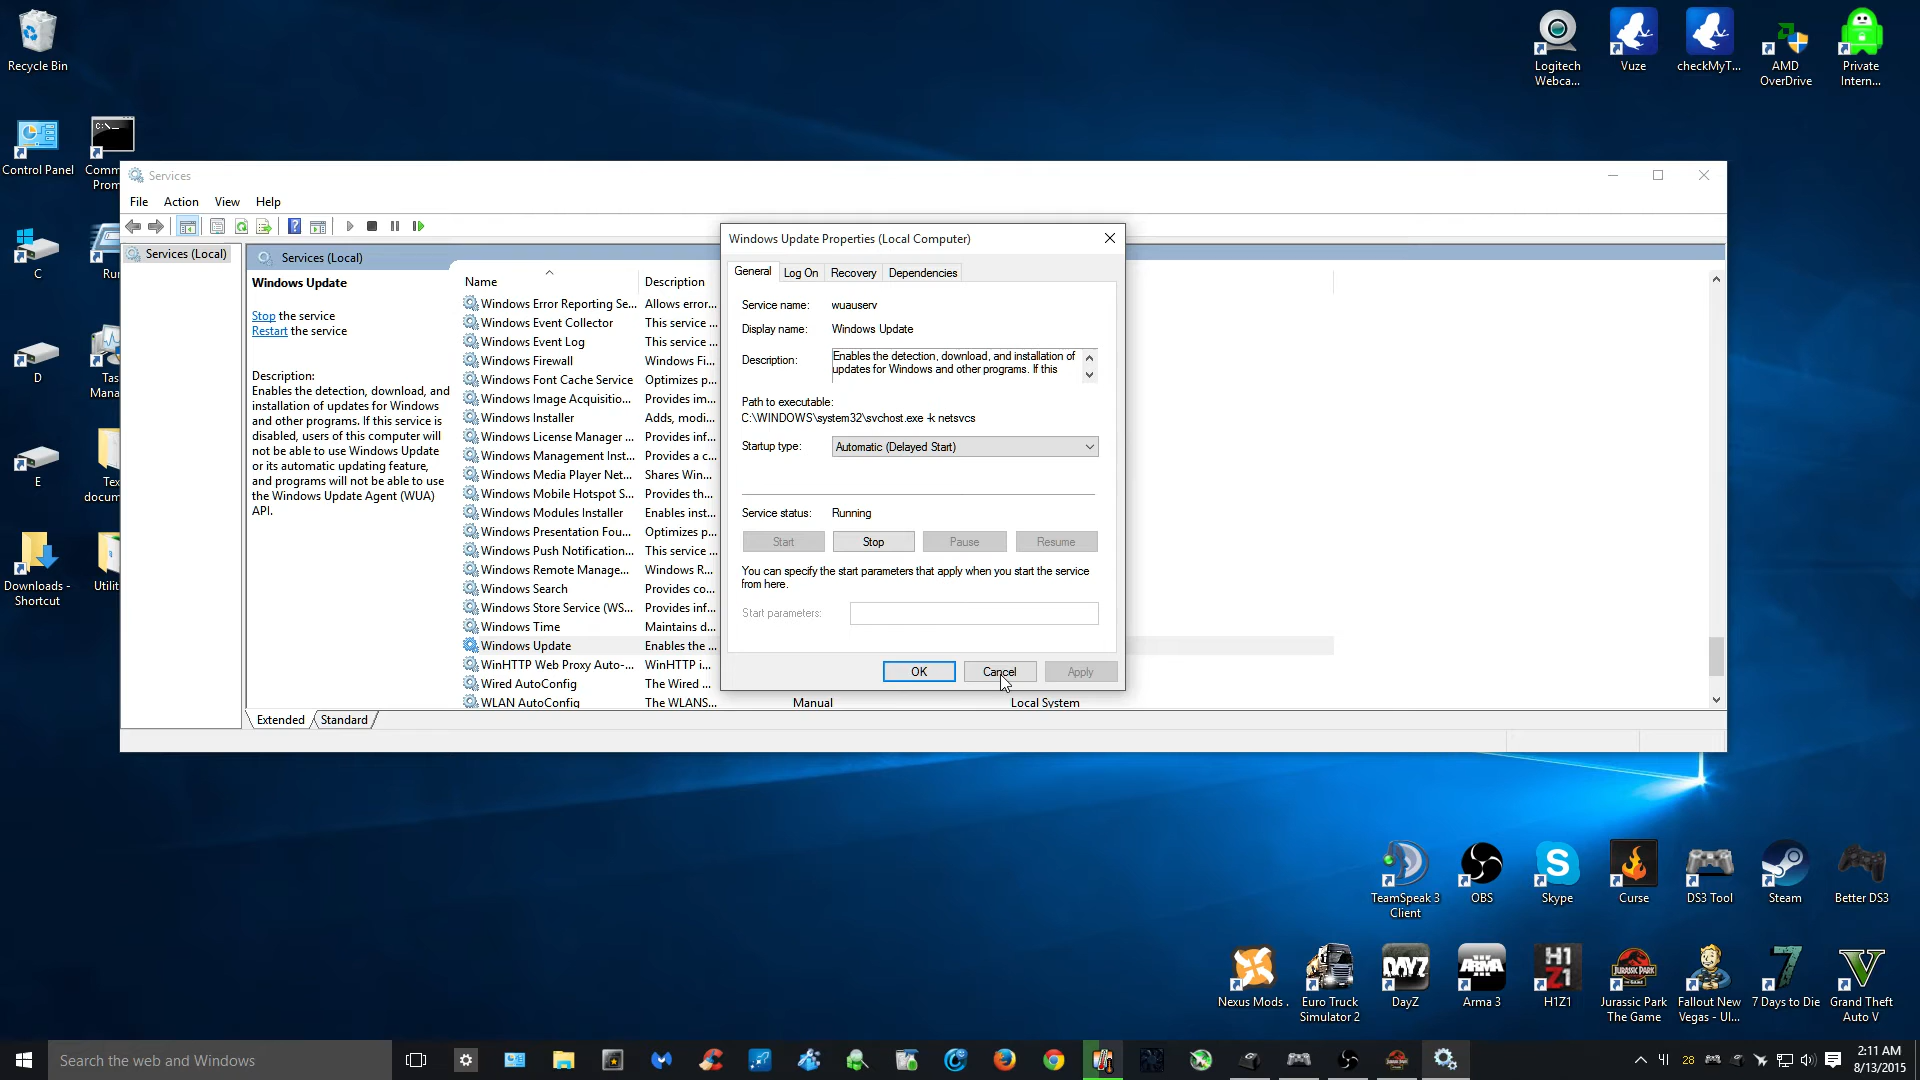 Recycle Bin
Control Panel
Comm...
Prom
C
Rur
D
Tas
Mana
E
Tex
docum
Downloads -
Shortcut
Utilit
Logitech
Webca...
Vuze
checkMyT...
AMD
OverDrive
Private
Intern...
Services
File Action View Help
Services (Local)
Services (Local)
Windows Update
Stop the service
Restart the service
Description:
Enables the detection, download, and
installation of updates for Windows
and other programs. If this service is
disabled, users of this computer will
not be able to use Windows Update
or its automatic updating feature,
and programs will not be able to use
the Windows Update Agent (WUA)
API.
Name Description
Windows Error Reporting Se... Allows error...
Windows Event Collector This service ...
Windows Event Log This service ...
Windows Firewall Windows Fi...
Windows Font Cache Service Optimizes p...
Windows Image Acquisitio... Provides im...
Windows Installer Adds, modi...
Windows License Manager ... Provides inf...
Windows Management Inst... Provides a c...
Windows Media Player Net... Shares Win...
Windows Mobile Hotspot S... Provides th...
Windows Modules Installer Enables inst...
Windows Presentation Fou... Optimizes p...
Windows Push Notification... This service ...
Windows Remote Manage... Windows R...
Windows Search Provides co...
Windows Store Service (WS... Provides inf...
Windows Time Maintains d...
Windows Update Enables the ...
WinHTTP Web Proxy Auto-... WinHTTP i...
Wired AutoConfig The Wired ...
WLAN AutoConfig The WLANS... Manual Local System
Extended Standard
Windows Update Properties (Local Computer)
General Log On Recovery Dependencies
Service name: wuauserv
Display name: Windows Update
Description: Enables the detection, download, and installation of
updates for Windows and other programs. If this
Path to executable:
C:\WINDOWS\system32\svchost.exe -k netsvcs
Startup type: Automatic (Delayed Start)
Service status: Running
Start Stop Pause Resume
You can specify the start parameters that apply when you start the service
from here.
Start parameters:
OK Cancel Apply
TeamSpeak 3
Client
OBS
Skype
Curse
DS3 Tool
Steam
Better DS3
Nexus Mods .
Euro Truck
Simulator 2
DAYZ
DayZ
ARMA
Arma 3
H1
Z1
H1Z1
Jurassic Park
The Game
Fallout New
Vegas - Ul...
7 Days to Die
Grand Theft
Auto V
Search the web and Windows
28
2:11 AM
8/13/2015